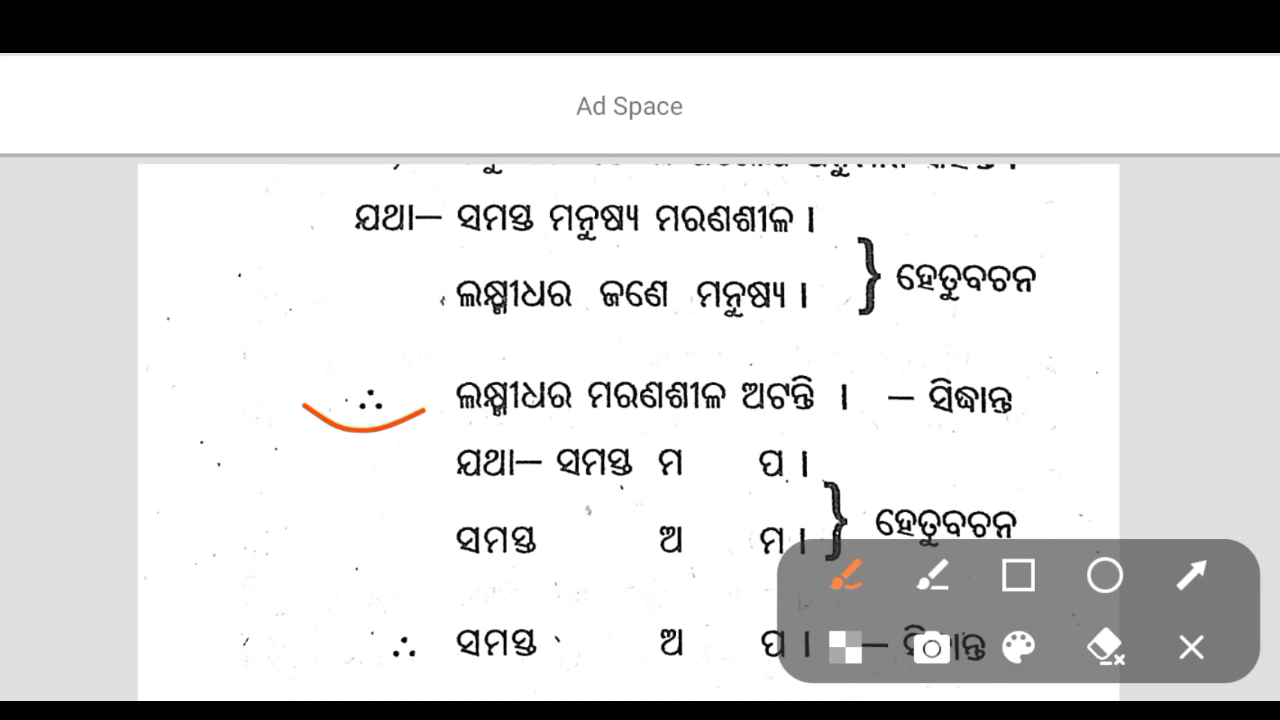 Ad Space
ଯଥା— ସମସ୍ତ ମନୁଷ୍ୟ ମରଣଶୀଳ ।
ଲକ୍ଷ୍ମୀଧର ଜଣେ ମନୁଷ୍ୟ । } ହେତୁବଚନ
∴ ଲକ୍ଷ୍ମୀଧର ମରଣଶୀଳ ଅଟନ୍ତି । — ସିଦ୍ଧାନ୍ତ
ଯଥା— ସମସ୍ତ ମ ପ ।
ସମସ୍ତ ଅ ମ । } ହେତୁବଚନ
∴ ସମସ୍ତ ଅ ପ । —